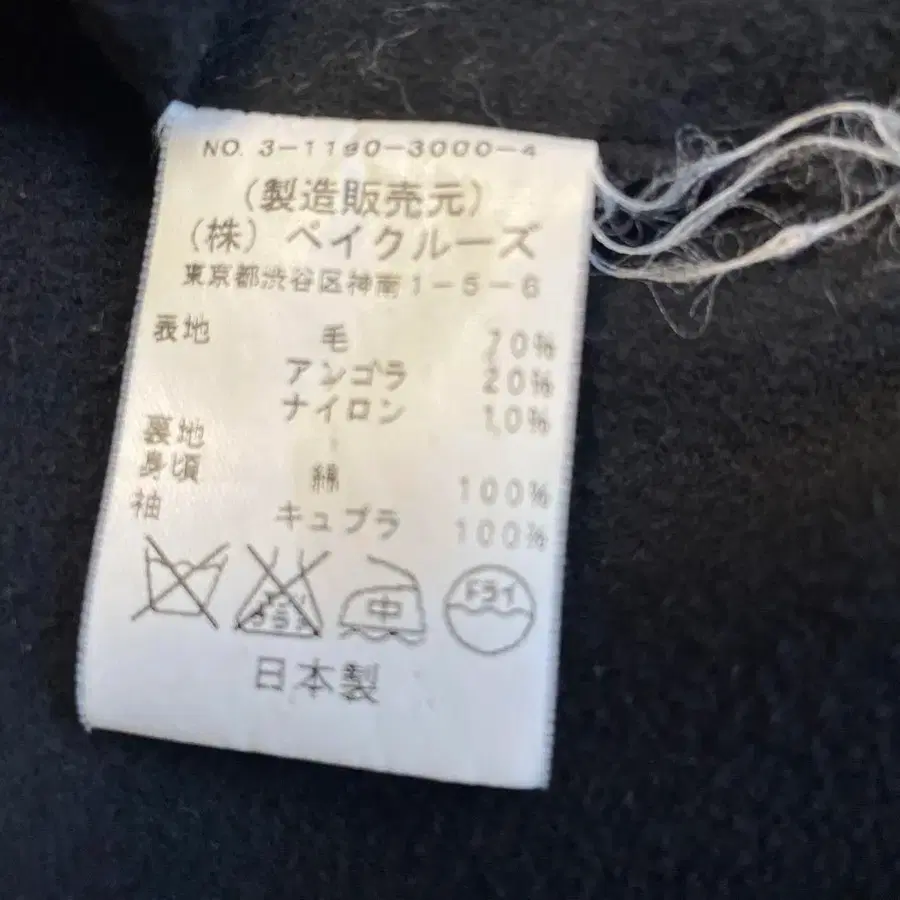 NO. 3-1190-3000-4
(製造販売元)
(株) ベイクルーズ
東京都渋谷区神南1-5-6
表地 毛 70%
アンゴラ 20%
ナイロン 10%
裏地
身頃 綿 100%
袖 キュプラ 100%
中 ドライ
日本製